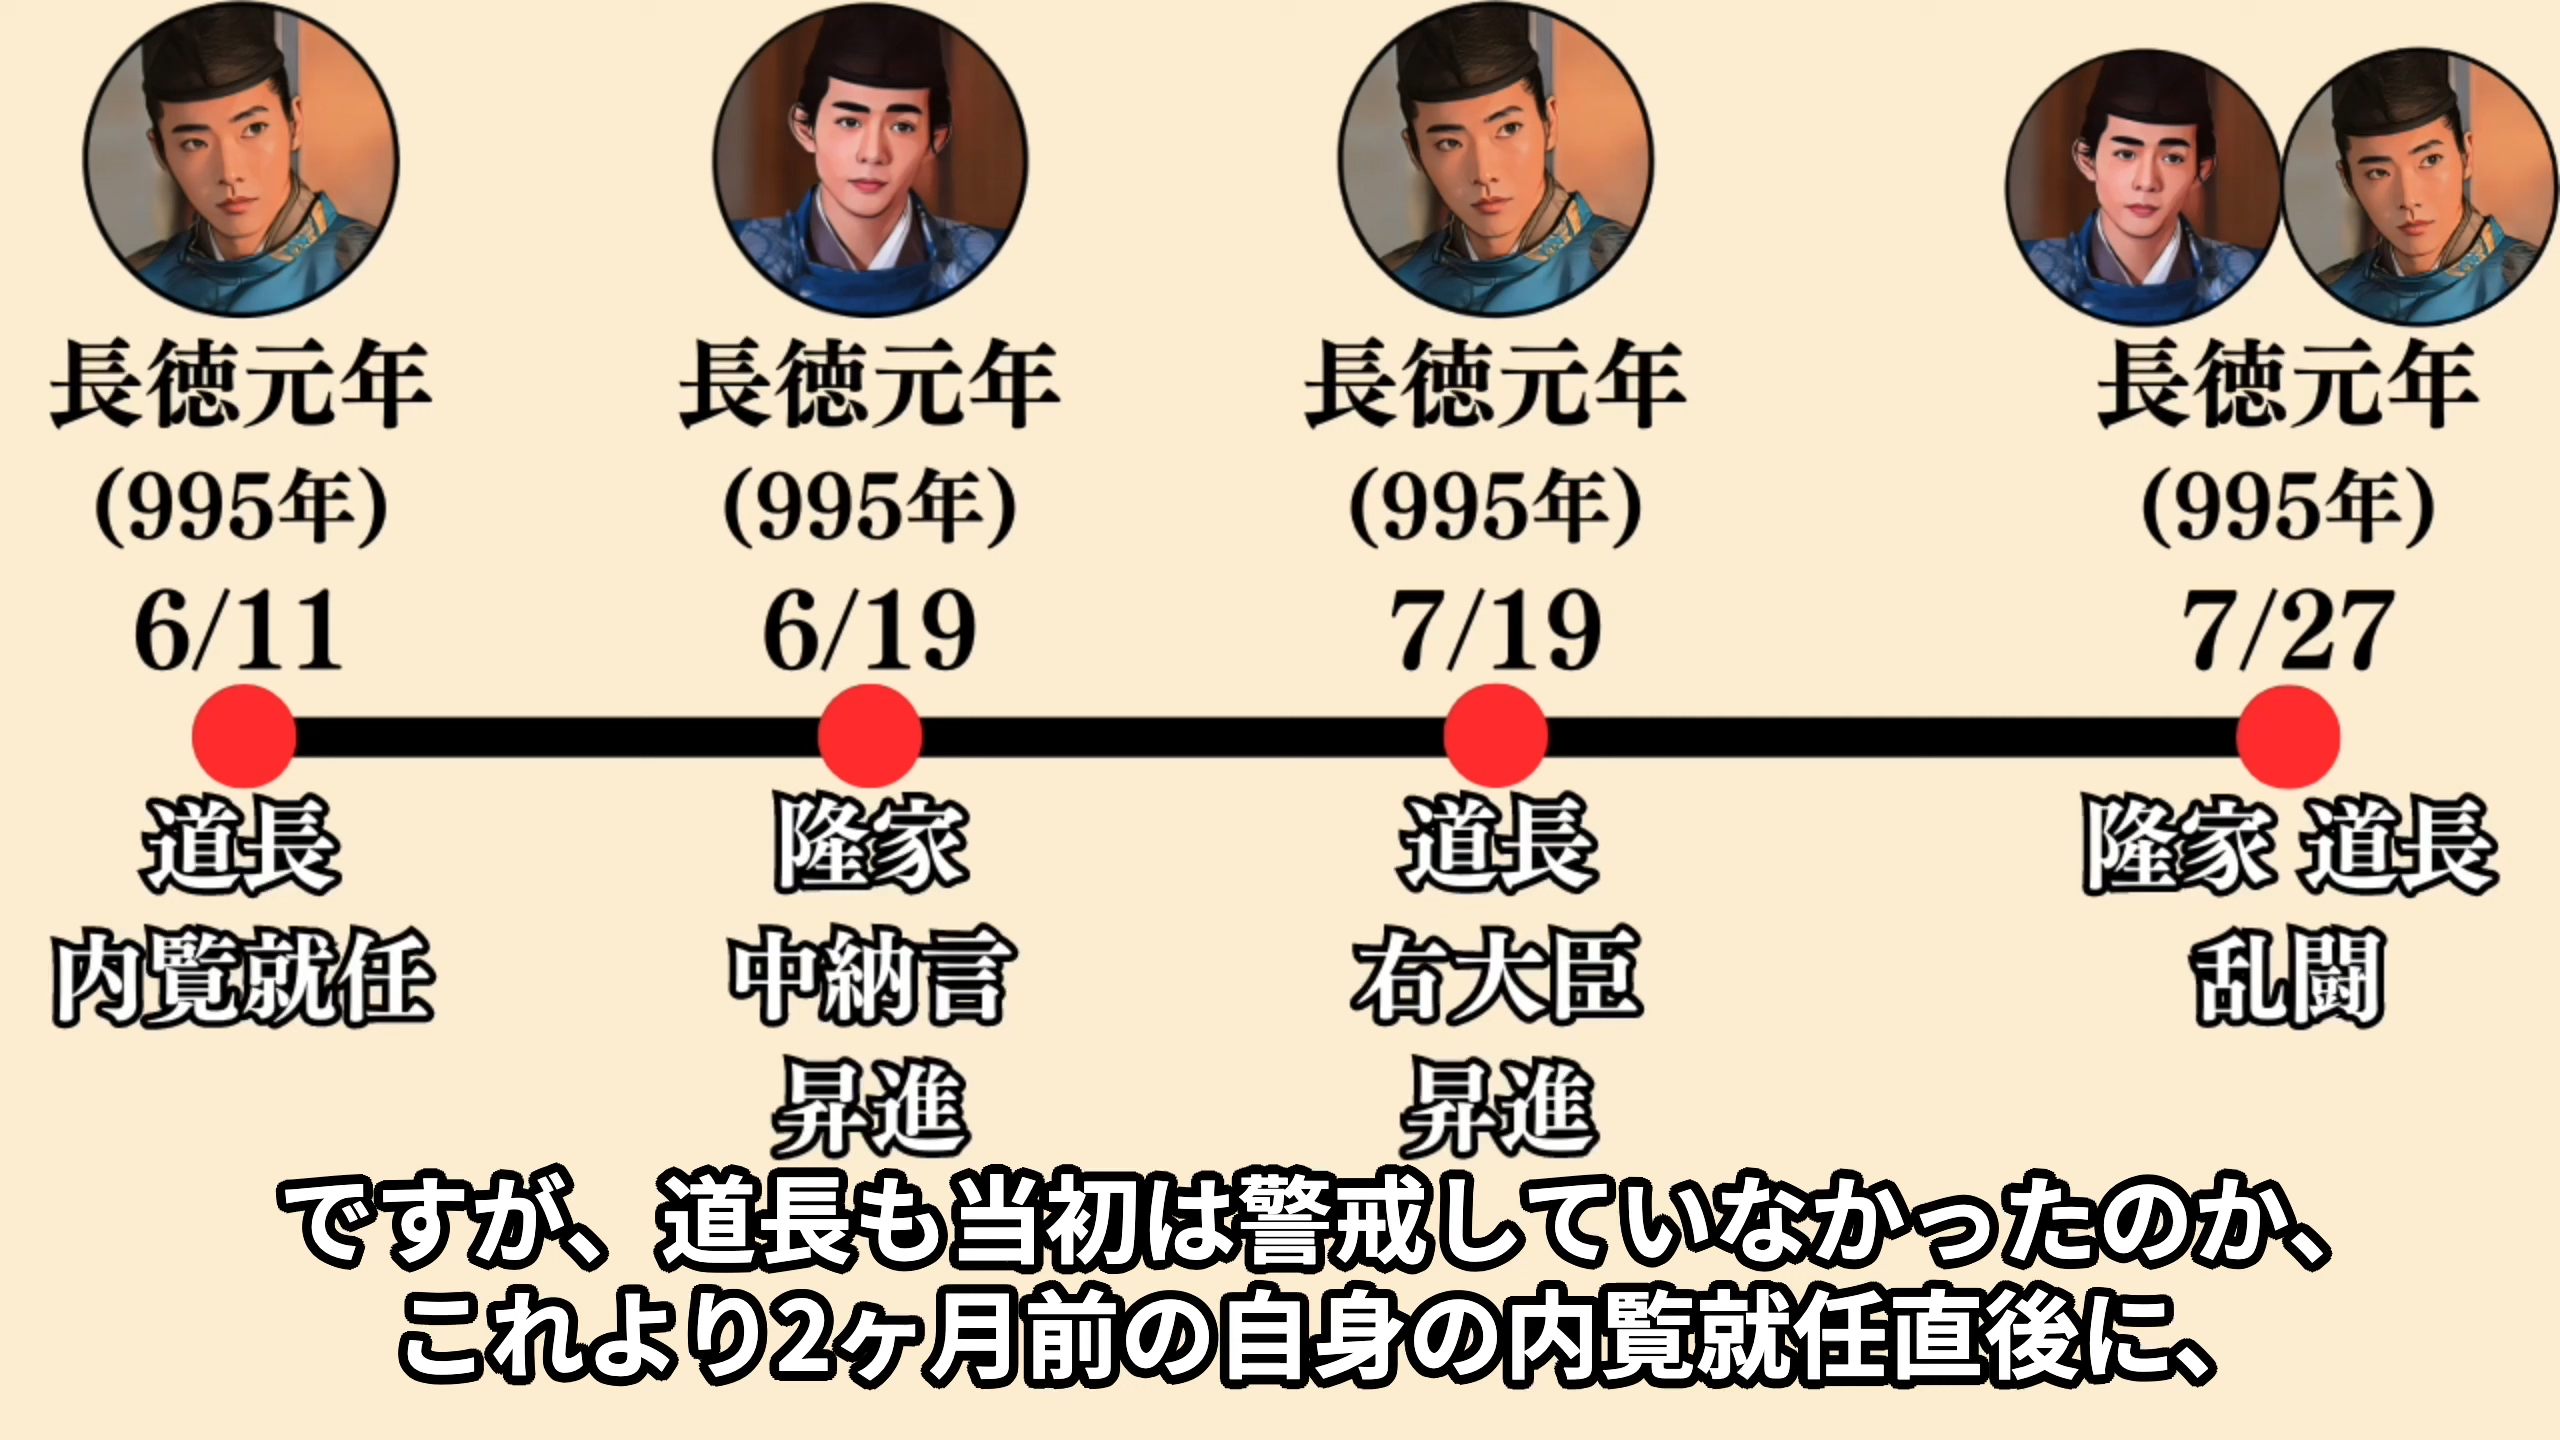 長徳元年
(995年)
6/11
道長
内覧就任
長徳元年
(995年)
6/19
隆家
中納言
昇進
長徳元年
(995年)
7/19
道長
右大臣
昇進
長徳元年
(995年)
7/27
隆家 道長
乱闘
ですが、道長も当初は警戒していなかったのか、
これより2ヶ月前の自身の内覧就任直後に、